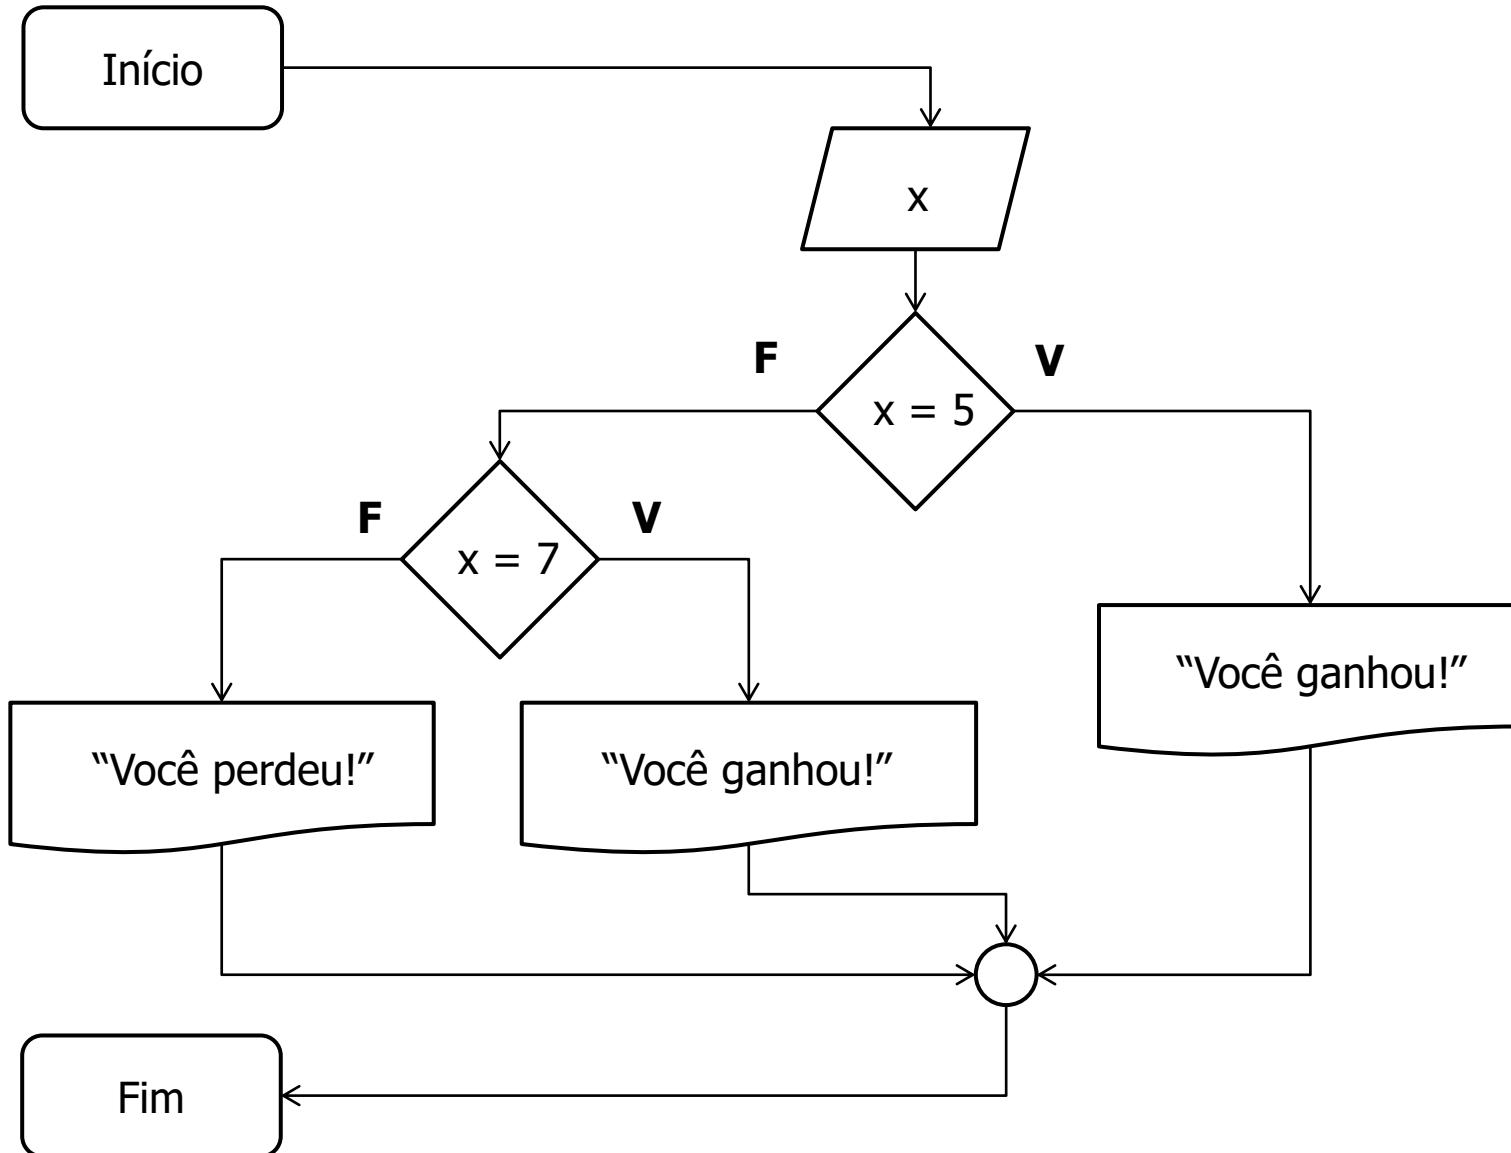 Início
x
F
V
x = 5
F
V
x = 7
“Você ganhou!”
“Você perdeu!”
“Você ganhou!”
Fim